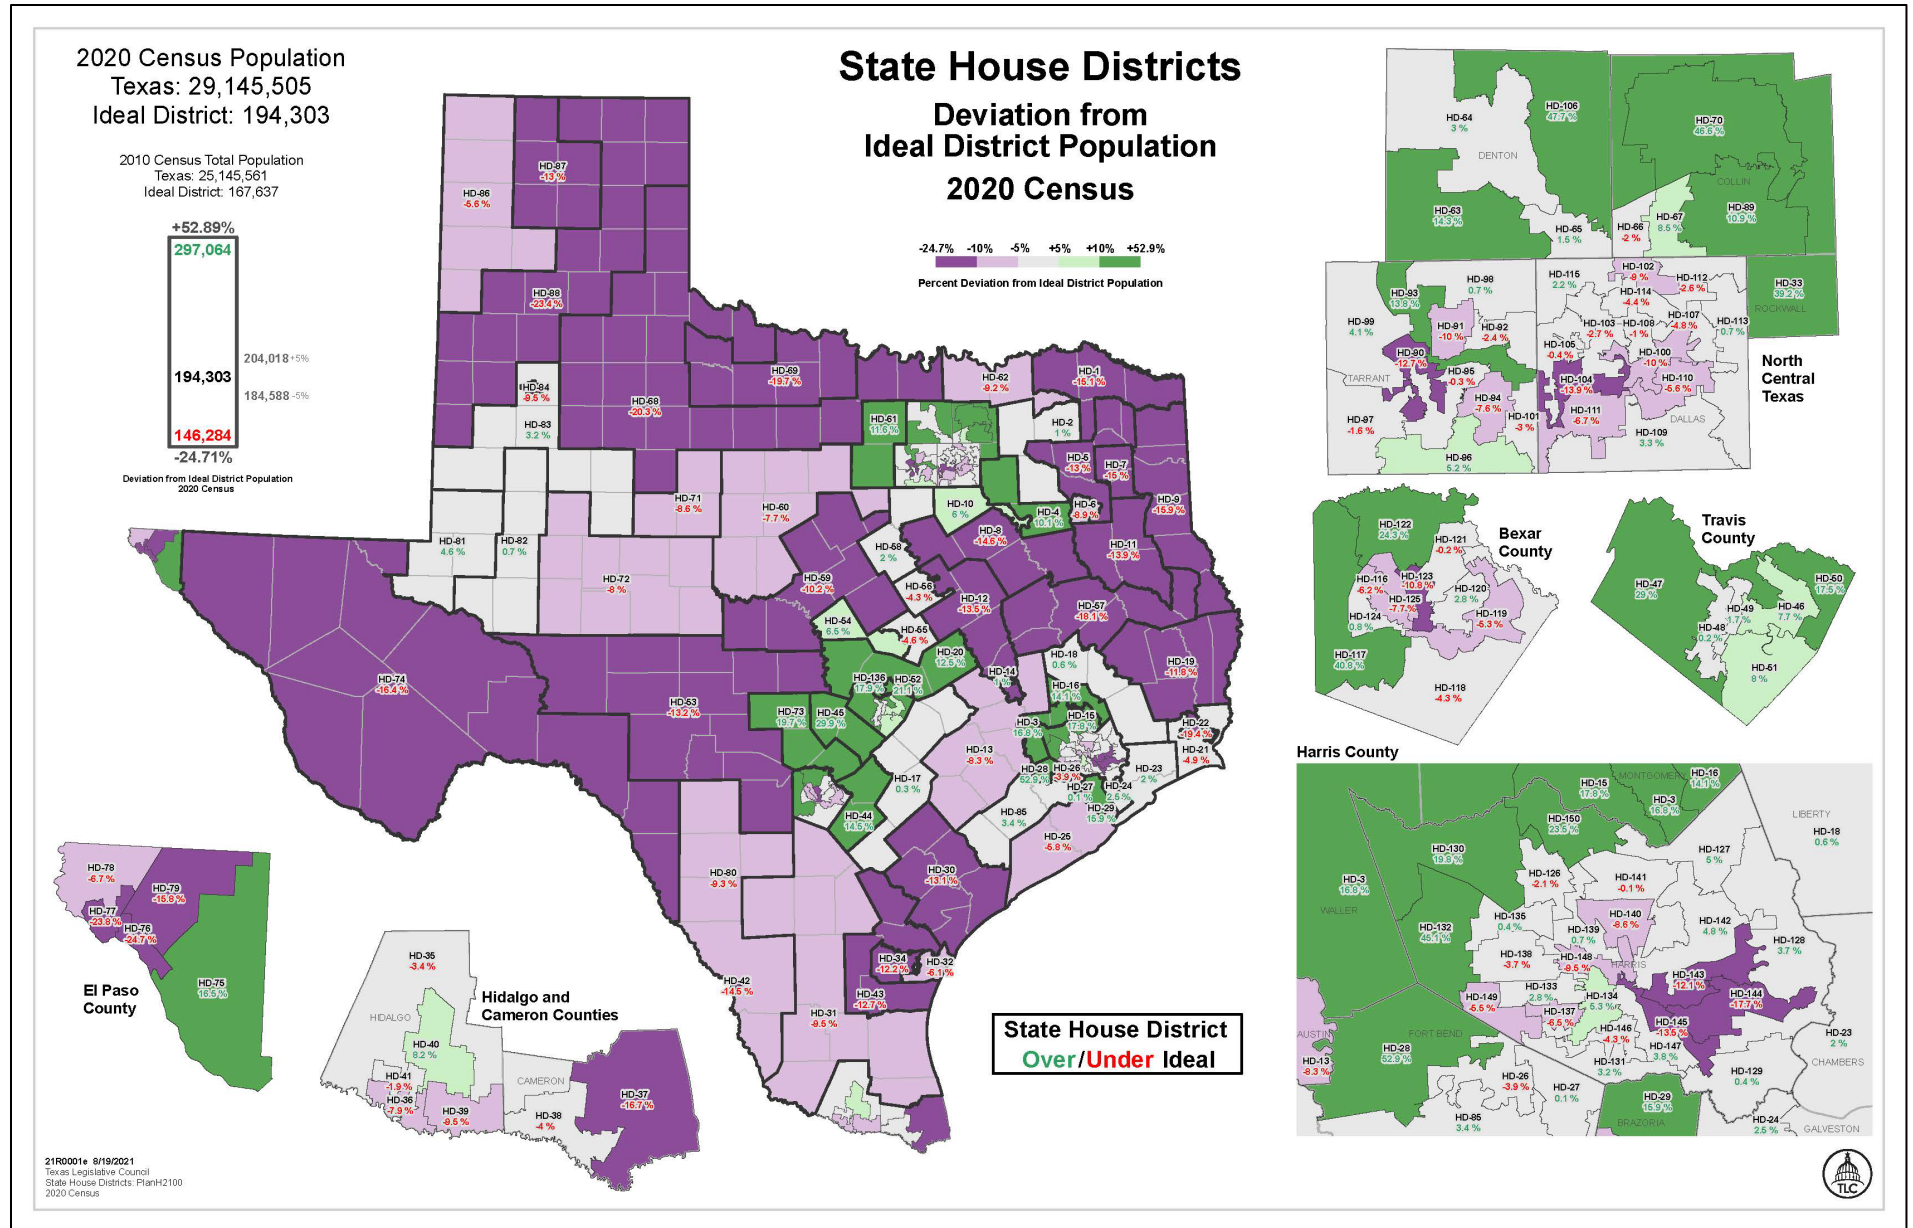 2020 Census Population
Texas: 29,145,505
Ideal District: 194,303
2010 Census Total Population
Texas: 25,145,561
Ideal District: 167,637
+52.89%
297,064
204,018 +5%
194,303
184,588 -5%
146,284
-24.71%
Deviation from Ideal District Population
2020 Census
State House Districts
Deviation from
Ideal District Population
2020 Census
-24.7% -10% -5% +5% +10% +52.9%
Percent Deviation from Ideal District Population
HD-86
-5.6 %
HD-87
-13 %
HD-88
-23.4 %
HD-84
-9.5 %
HD-83
3.2 %
HD-68
-20.3 %
HD-69
-19.7 %
HD-62
-9.2 %
HD-1
-15.1 %
HD-61
11.6 %
HD-2
1 %
HD-5
-13 %
HD-7
-15 %
HD-9
-15.9 %
HD-71
-8.6 %
HD-60
-7.7 %
HD-10
6 %
HD-4
10.1 %
HD-6
-8.9 %
HD-81
4.6 %
HD-82
0.7 %
HD-72
-8 %
HD-58
2 %
HD-8
-14.6 %
HD-11
-13.9 %
HD-59
-10.2 %
HD-56
-4.3 %
HD-12
-13.5 %
HD-57
-18.1 %
HD-54
6.5 %
HD-55
-4.6 %
HD-20
12.5 %
HD-18
0.6 %
HD-19
-11.8 %
HD-74
-16.4 %
HD-53
-13.2 %
HD-136
17.9 %
HD-52
21.1 %
HD-14
1 %
HD-16
14.1 %
HD-73
19.7 %
HD-45
29.9 %
HD-3
16.8 %
HD-15
17.8 %
HD-22
-19.4 %
HD-21
-4.9 %
HD-13
-8.3 %
HD-28
52.9 %
HD-26
-3.9 %
HD-23
2 %
HD-17
0.3 %
HD-27
0.1 %
HD-24
2.5 %
HD-44
14.5 %
HD-85
3.4 %
HD-29
15.9 %
HD-25
-5.8 %
HD-80
-9.3 %
HD-30
-13.1 %
HD-34
-12.2 %
HD-32
-6.1 %
HD-42
-14.5 %
HD-43
-12.7 %
HD-31
-9.5 %
State House District
Over/Under Ideal
HD-78
-6.7 %
HD-79
-15.8 %
HD-77
-23.8 %
HD-76
-24.7 %
HD-75
16.5 %
El Paso
County
HD-35
-3.4 %
HIDALGO
HD-40
8.2 %
HD-41
-1.9 %
HD-36
-7.9 %
HD-39
-9.5 %
CAMERON
HD-38
-4 %
HD-37
-16.7 %
Hidalgo and
Cameron Counties
HD-64
3 %
HD-106
47.7 %
HD-70
46.6 %
DENTON
COLLIN
HD-63
14.3 %
HD-65
1.5 %
HD-66
-2 %
HD-67
8.5 %
HD-89
10.9 %
HD-98
0.7 %
HD-115
2.2 %
HD-102
-9 %
HD-112
-2.6 %
HD-33
39.2 %
ROCKWALL
HD-93
13.8 %
HD-114
-4.4 %
HD-99
4.1 %
HD-91
-10 %
HD-92
-2.4 %
HD-103
-2.7 %
HD-108
-1 %
HD-107
-4.8 %
HD-113
0.7 %
HD-90
-12.7 %
HD-105
-0.4 %
HD-100
-10 %
TARRANT
HD-95
-0.3 %
HD-104
-13.9 %
HD-110
-5.6 %
HD-94
-7.6 %
HD-97
-1.6 %
HD-101
-3 %
HD-111
-6.7 %
DALLAS
HD-109
3.3 %
HD-96
5.2 %
North
Central
Texas
HD-122
24.3 %
HD-121
-0.2 %
Bexar
County
HD-116
-6.2 %
HD-123
-10.8 %
HD-120
2.8 %
HD-125
-7.7 %
HD-119
-5.3 %
HD-124
0.8 %
HD-117
40.8 %
HD-118
-4.3 %
Travis
County
HD-47
29 %
HD-50
17.5 %
HD-49
1.7 %
HD-46
7.7 %
HD-48
0.2 %
HD-51
8 %
Harris County
HD-15
17.8 %
MONTGOMERY
HD-16
14.1 %
HD-3
16.8 %
LIBERTY
HD-18
0.6 %
HD-150
23.5 %
HD-130
19.8 %
HD-127
5 %
HD-3
16.8 %
WALLER
HD-126
-2.1 %
HD-141
-0.1 %
HD-132
45.1 %
HD-135
0.4 %
HD-140
-8.6 %
HD-139
0.7 %
HD-142
4.8 %
HD-128
3.7 %
HD-138
-3.7 %
HD-148
-9.5 %
HARRIS
HD-143
-12.1 %
HD-149
-5.5 %
HD-133
2.8 %
HD-134
5.3 %
HD-144
-17.7 %
HD-137
-6.5 %
HD-145
-13.5 %
HD-146
-4.3 %
AUSTIN
FORT BEND
HD-28
52.9 %
HD-147
3.8 %
HD-23
2 %
CHAMBERS
HD-13
-8.3 %
HD-131
3.2 %
HD-129
0.4 %
HD-26
-3.9 %
HD-27
0.1 %
HD-29
15.9 %
HD-85
3.4 %
BRAZORIA
HD-24
2.5 %
GALVESTON
21R0001e 8/19/2021
Texas Legislative Council
State House Districts: PlanH2100
2020 Census
TLC